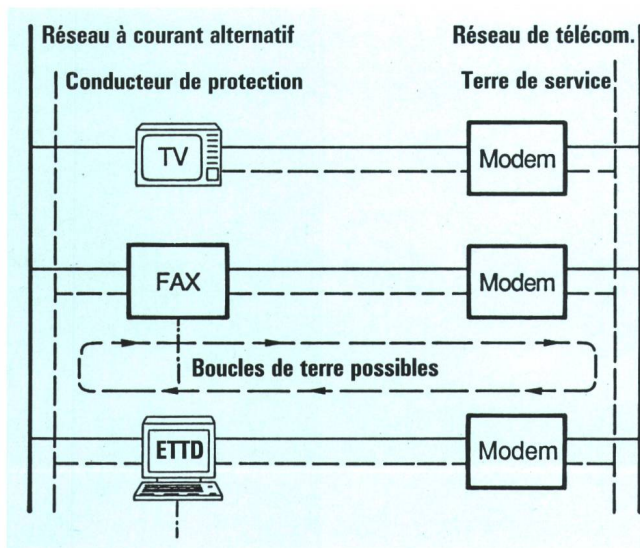 Réseau à courant alternatif
Réseau de télécom.
Conducteur de protection
Terre de service
TV
Modem
FAX
Modem
Boucles de terre possibles
ETTD
Modem